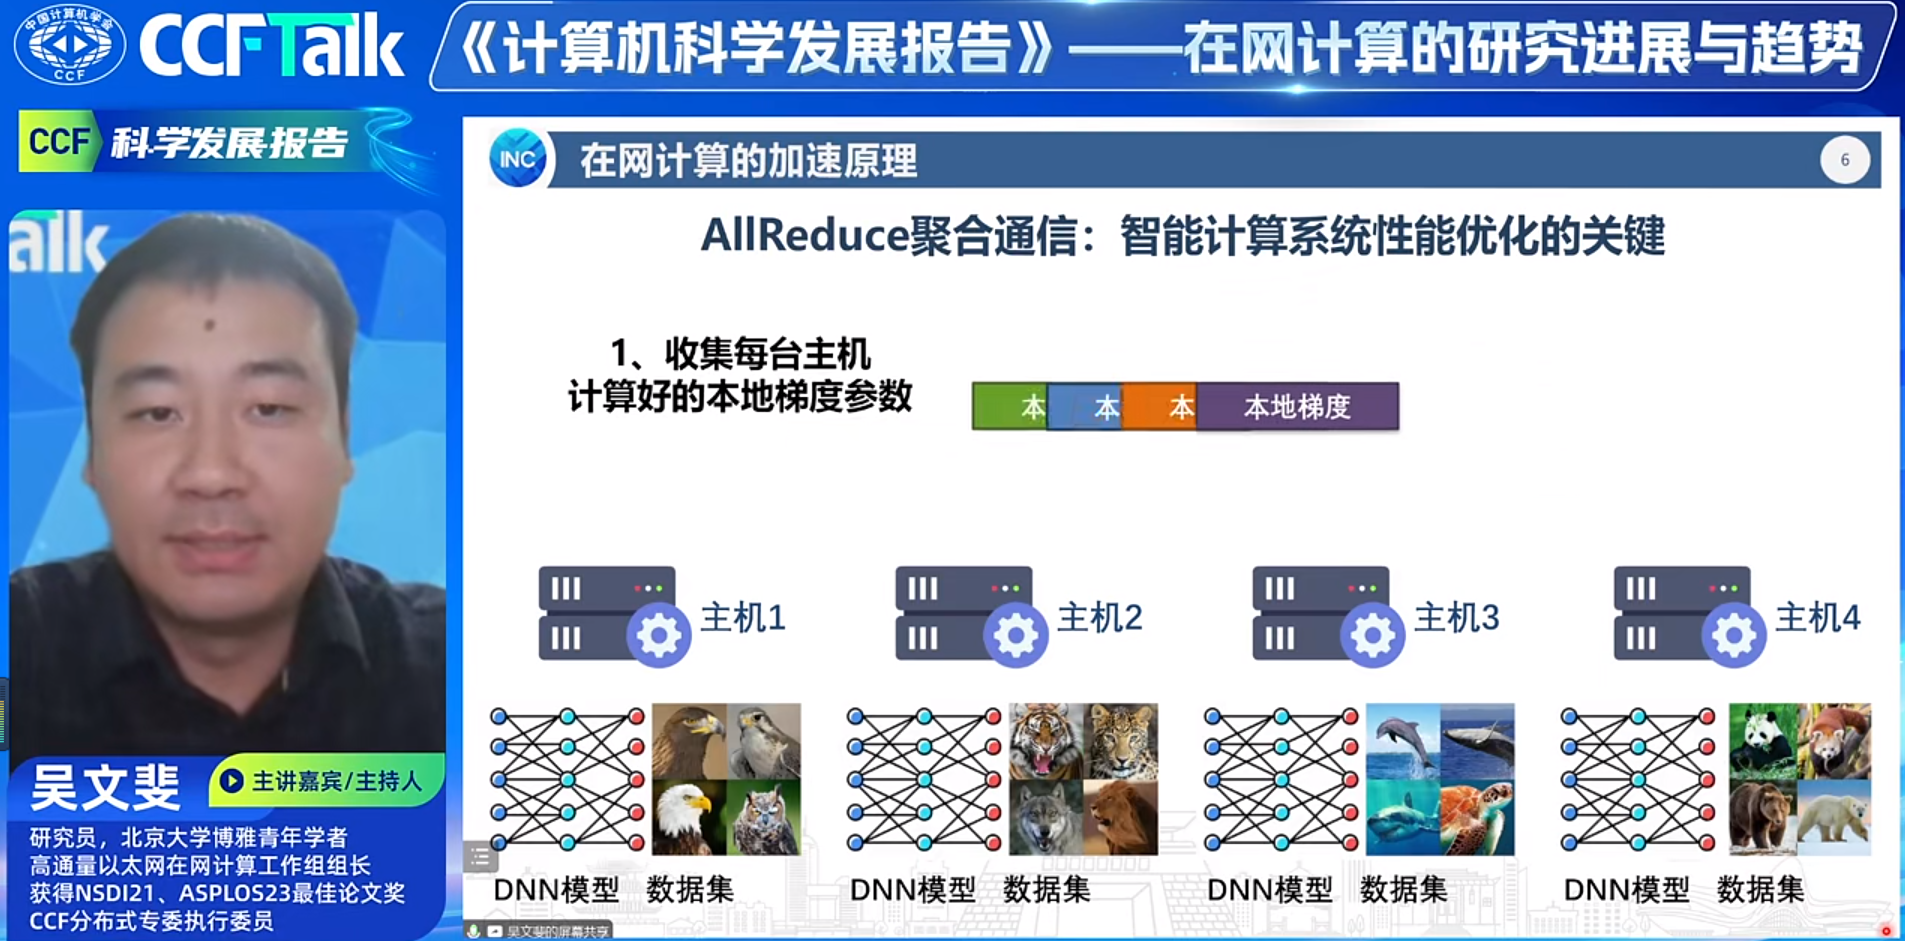 中国计算机学会
CCF
CCFTalk
《计算机科学发展报告》——在网计算的研究进展与趋势
CCF 科学发展报告
alk
吴文斐
主讲嘉宾/主持人
研究员，北京大学博雅青年学者
高通量以太网在网计算工作组组长
获得NSDI21、ASPLOS23最佳论文奖
CCF分布式专委执行委员
INC
在网计算的加速原理
6
AllReduce聚合通信：智能计算系统性能优化的关键
1、收集每台主机
计算好的本地梯度参数
本 本 本 本地梯度
主机1 主机2 主机3 主机4
DNN模型 数据集 DNN模型 数据集 DNN模型 数据集 DNN模型 数据集
吴文斐的屏幕共享